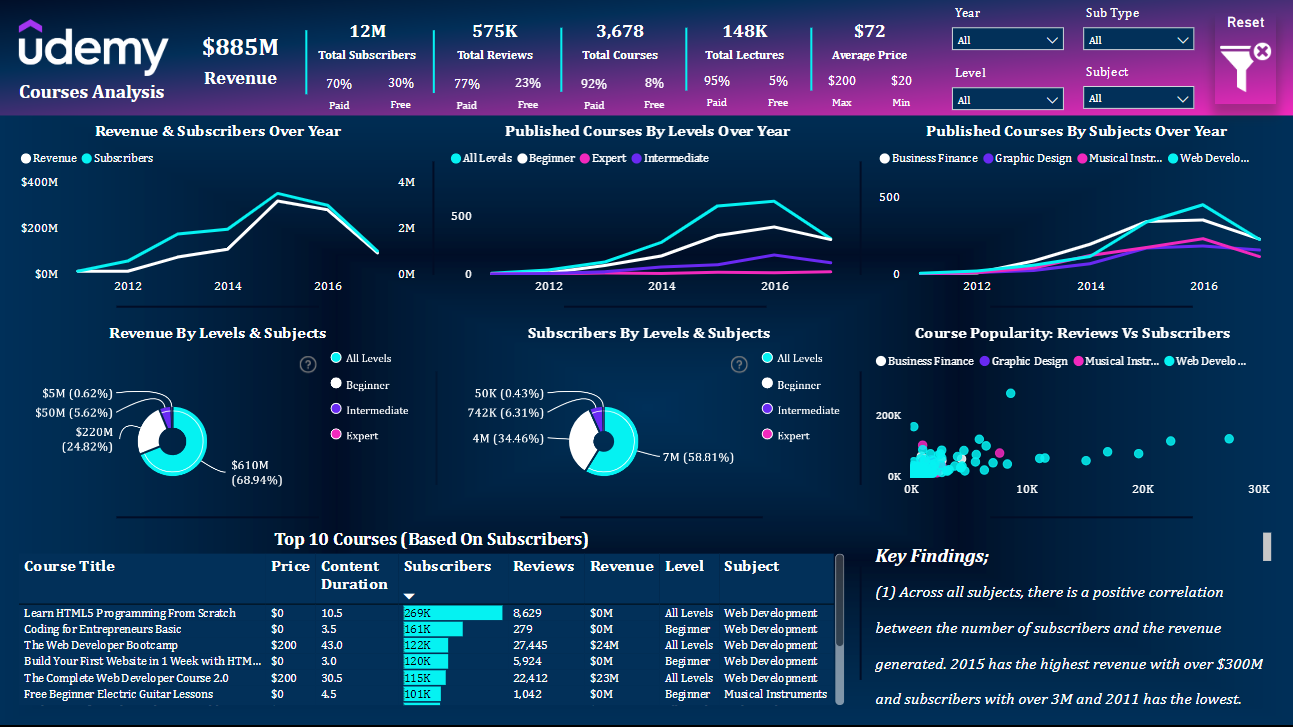 udemy
Courses Analysis
$885M
Revenue
12M
Total Subscribers
70% 30%
Paid Free
575K
Total Reviews
77% 23%
Paid Free
3,678
Total Courses
92% 8%
Paid Free
148K
Total Lectures
95% 5%
Paid Free
$72
Average Price
$200 $20
Max Min
Year
All
Sub Type
All
Level
All
Subject
All
Reset
Revenue & Subscribers Over Year
Revenue Subscribers
$400M 4M
$200M 2M
$0M 0M
2012 2014 2016
Published Courses By Levels Over Year
All Levels Beginner Expert Intermediate
500
0
2012 2014 2016
Published Courses By Subjects Over Year
Business Finance Graphic Design Musical Instr... Web Develo...
500
0
2012 2014 2016
Revenue By Levels & Subjects
?
All Levels
Beginner
Intermediate
Expert
$5M (0.62%)
$50M (5.62%)
$220M
(24.82%)
$610M
(68.94%)
Subscribers By Levels & Subjects
?
All Levels
Beginner
Intermediate
Expert
50K (0.43%)
742K (6.31%)
4M (34.46%)
7M (58.81%)
Course Popularity: Reviews Vs Subscribers
Business Finance Graphic Design Musical Instr... Web Develo...
200K
0K
0K 10K 20K 30K
Top 10 Courses (Based On Subscribers)
Course Title Price Content Duration Subscribers Reviews Revenue Level Subject
Learn HTML5 Programming From Scratch $0 10.5 269K 8,629 $0M All Levels Web Development
Coding for Entrepreneurs Basic $0 3.5 161K 279 $0M Beginner Web Development
The Web Developer Bootcamp $200 43.0 122K 27,445 $24M All Levels Web Development
Build Your First Website in 1 Week with HTM... $0 3.0 120K 5,924 $0M Beginner Web Development
The Complete Web Developer Course 2.0 $200 30.5 115K 22,412 $23M All Levels Web Development
Free Beginner Electric Guitar Lessons $0 4.5 101K 1,042 $0M Beginner Musical Instruments
Key Findings;
(1) Across all subjects, there is a positive correlation
between the number of subscribers and the revenue
generated. 2015 has the highest revenue with over $300M
and subscribers with over 3M and 2011 has the lowest.